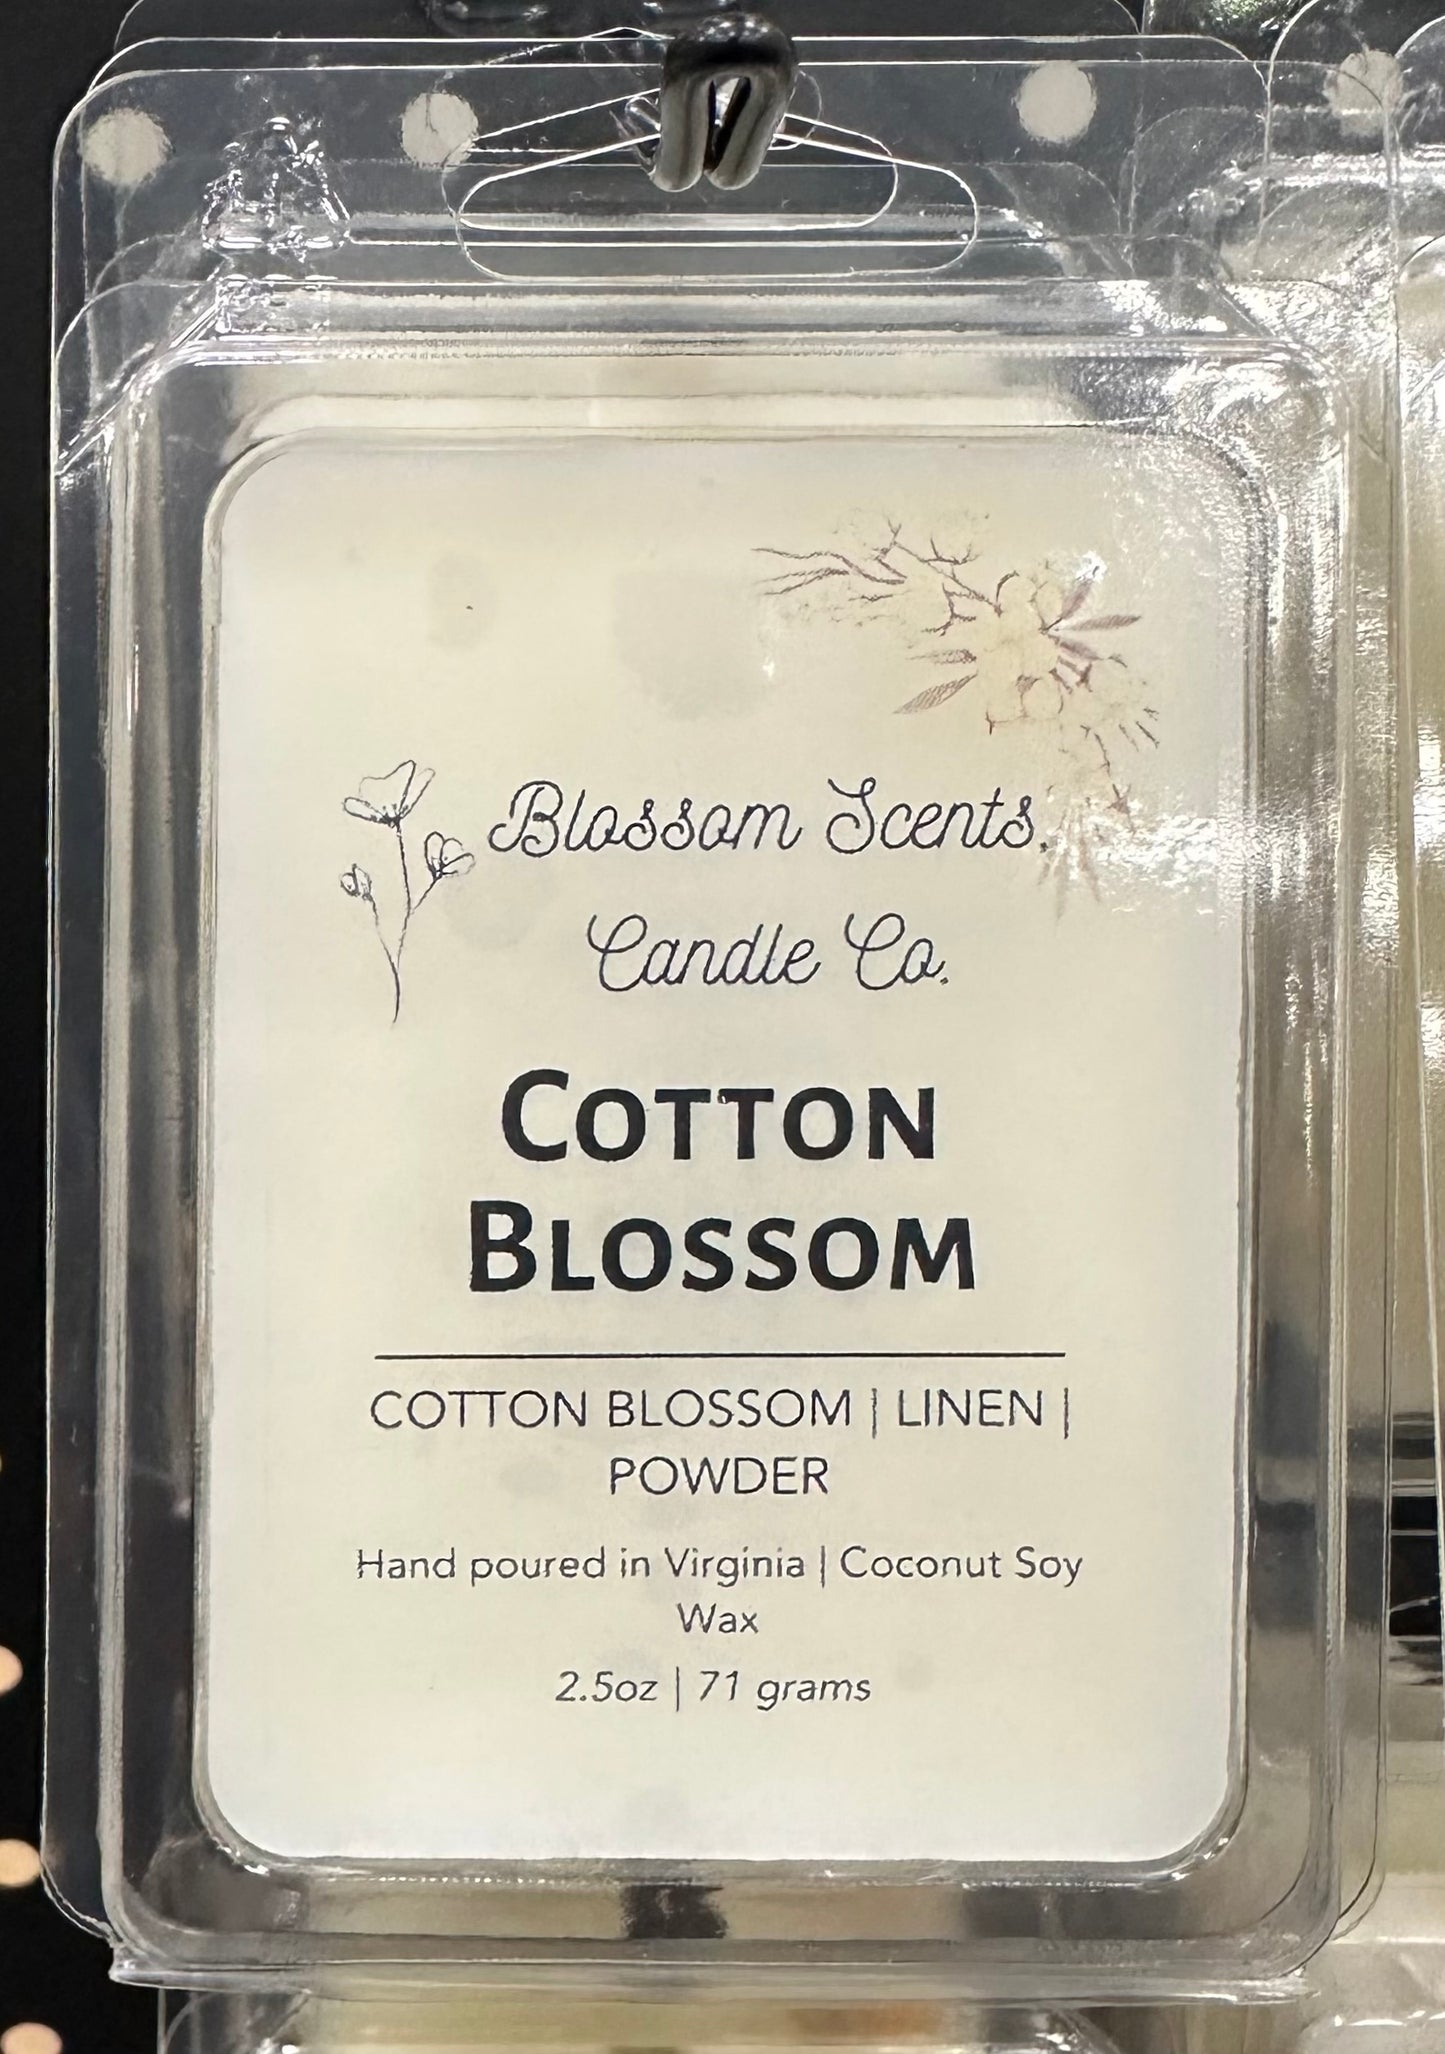 Blossom Scents
Candle Co.
COTTON
BLOSSOM
COTTON BLOSSOM | LINEN |
POWDER
Hand poured in Virginia | Coconut Soy
Wax
2.5oz | 71 grams